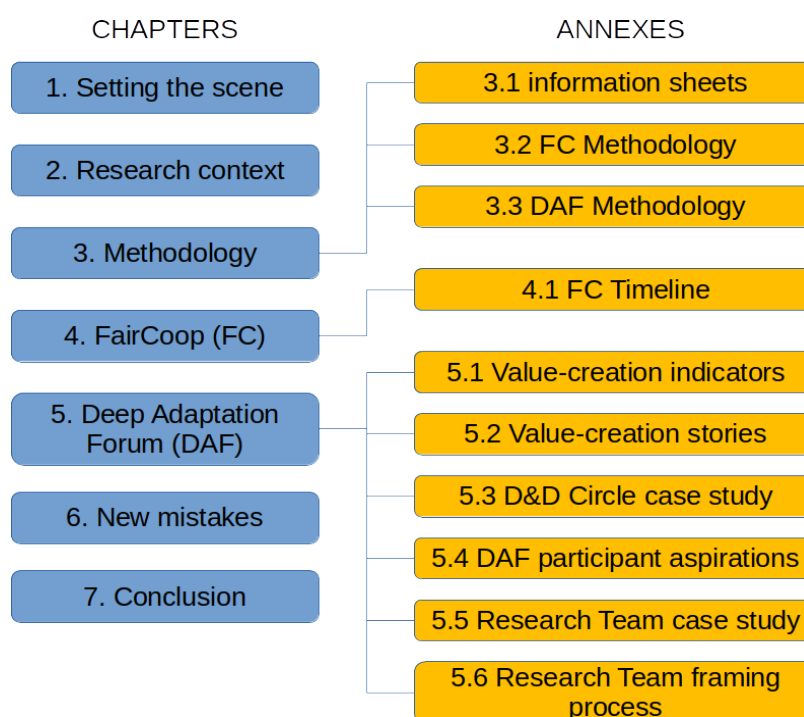 CHAPTERS
1. Setting the scene
2. Research context
3. Methodology
4. FairCoop (FC)
5. Deep Adaptation
Forum (DAF)
6. New mistakes
7. Conclusion
ANNEXES
3.1 information sheets
3.2 FC Methodology
3.3 DAF Methodology
4.1 FC Timeline
5.1 Value-creation indicators
5.2 Value-creation stories
5.3 D&D Circle case study
5.4 DAF participant aspirations
5.5 Research Team case study
5.6 Research Team framing
process